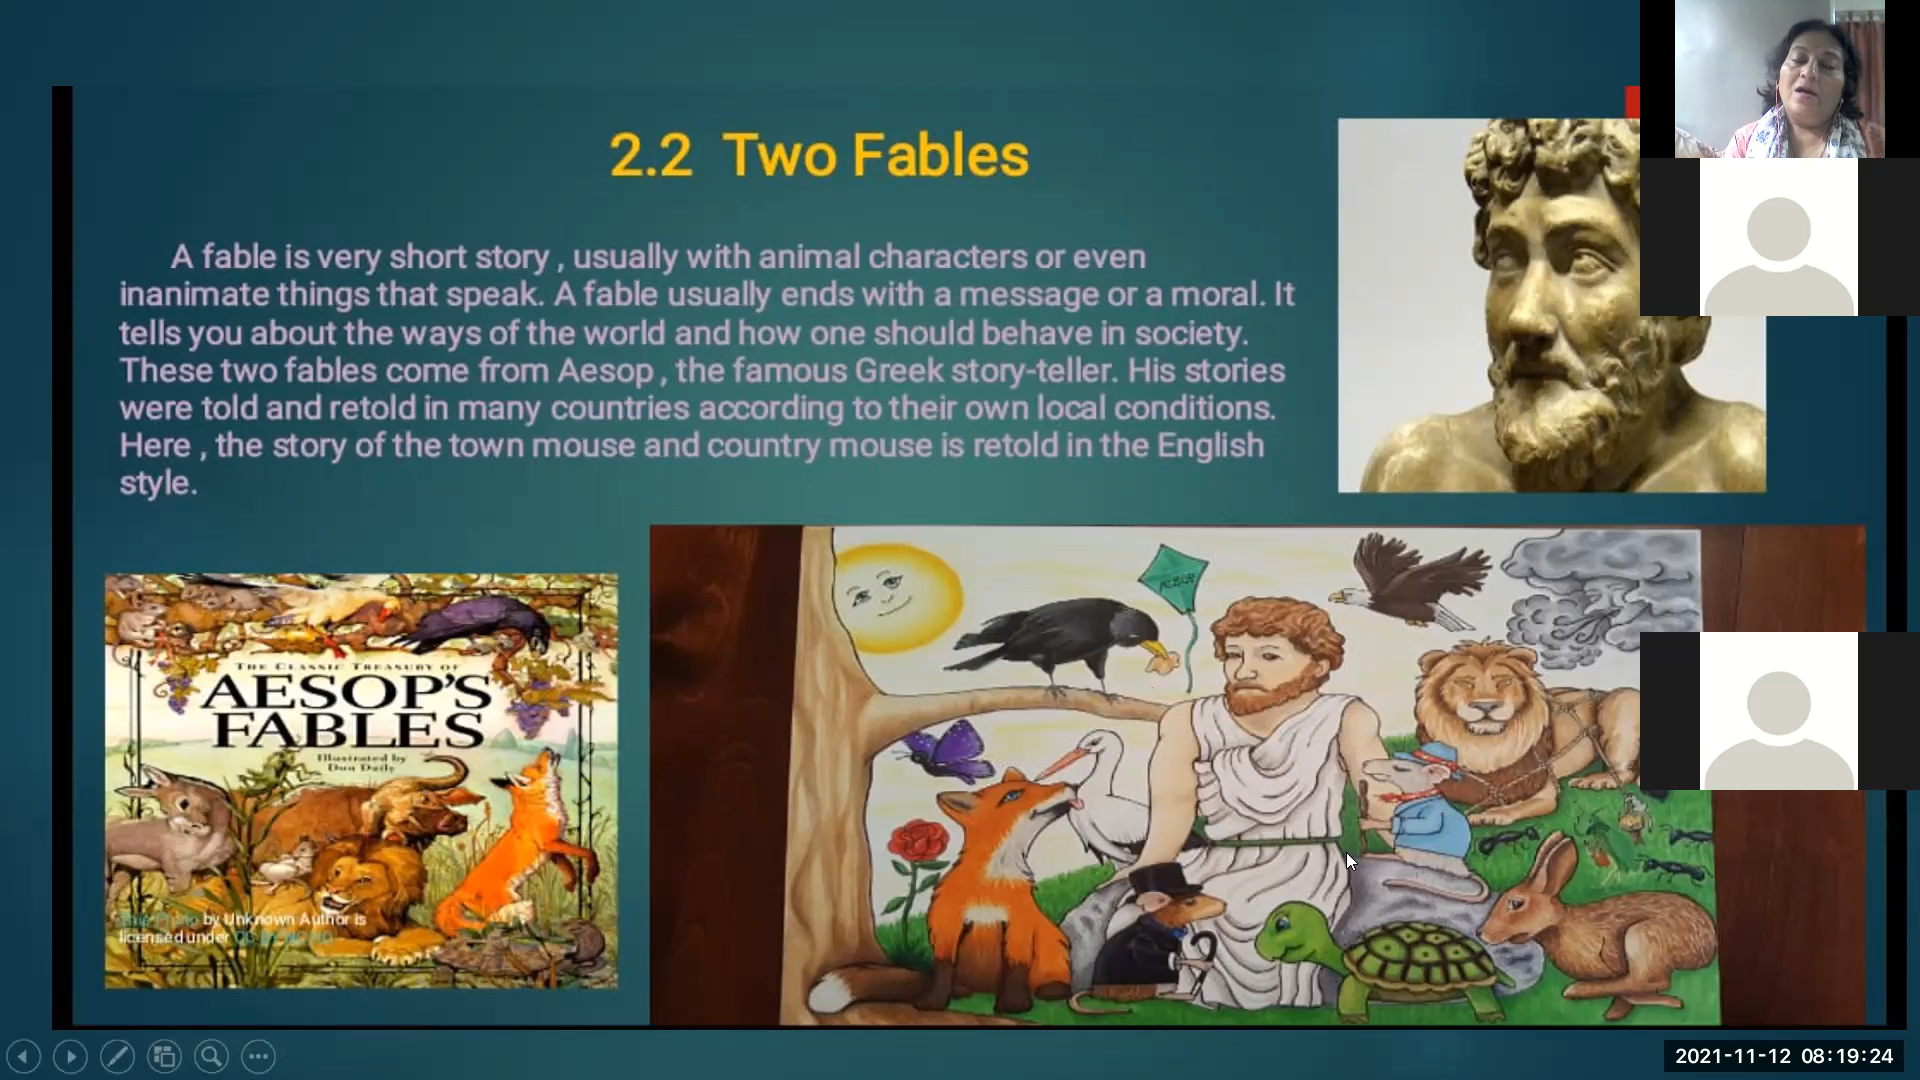 2.2 Two Fables
A fable is very short story , usually with animal characters or even
inanimate things that speak. A fable usually ends with a message or a moral. It
tells you about the ways of the world and how one should behave in society.
These two fables come from Aesop , the famous Greek story-teller. His stories
were told and retold in many countries according to their own local conditions.
Here , the story of the town mouse and country mouse is retold in the English
style.
THE CLASSIC TREASURY OF
AESOP'S
FABLES
Illustrated by
Don Daily
This Photo by Unknown Author is
licensed under
2021-11-12 08:19:24